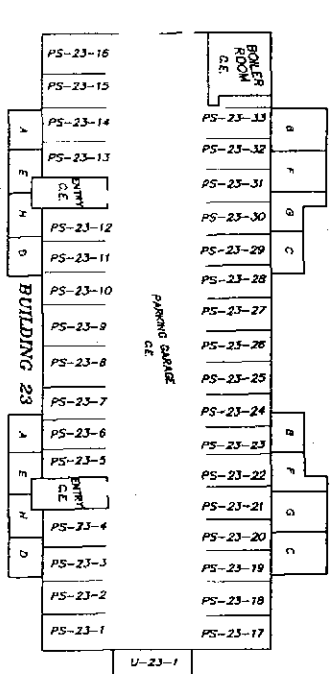 PS-23-16
PS-23-15
PS-23-14
PS-23-13
ENTRY
C.E.
PS-23-12
PS-23-11
PS-23-10
PS-23-9
PS-23-8
PS-23-7
PS-23-6
PS-23-5
ENTRY
C.E.
PS-23-4
PS-23-3
PS-23-2
PS-23-1
A
E
H
D
BUILDING 23
A
E
H
D
PARKING GARAGE
C.E.
BOILER
ROOM
C.E.
PS-23-33
PS-23-32
PS-23-31
PS-23-30
PS-23-29
PS-23-28
PS-23-27
PS-23-26
PS-23-25
PS-23-24
PS-23-23
PS-23-22
PS-23-21
PS-23-20
PS-23-19
PS-23-18
PS-23-17
B
F
G
C
B
F
G
C
U-23-1